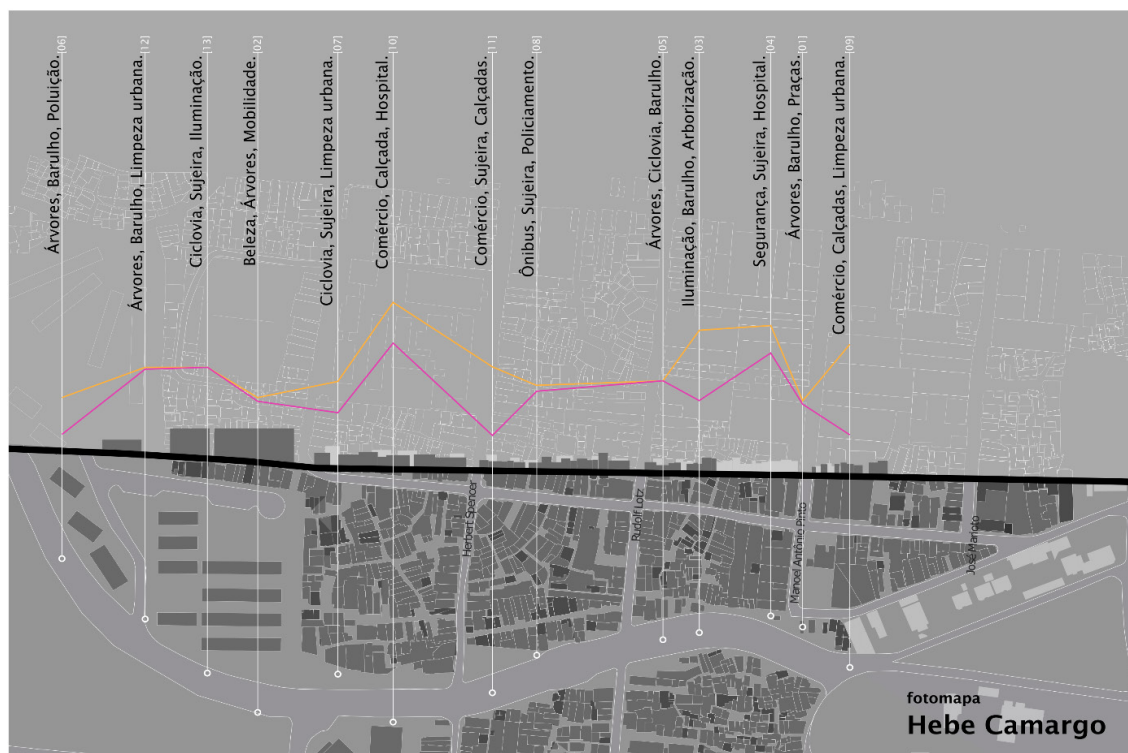 [06] Árvores, Barulho, Poluição.
[12] Árvores, Barulho, Limpeza urbana.
[13] Ciclovia, Sujeira, Iluminação.
[02] Beleza, Árvores, Mobilidade.
[07] Ciclovia, Sujeira, Limpeza urbana.
[10] Comércio, Calçada, Hospital.
[11] Comércio, Sujeira, Calçadas.
[08] Ônibus, Sujeira, Policiamento.
[05] Árvores, Ciclovia, Barulho.
[03] Iluminação, Barulho, Arborização.
[04] Segurança, Sujeira, Hospital.
[01] Árvores, Barulho, Praças.
[09] Comércio, Calçadas, Limpeza urbana.
Herbert Spencer
Rudolf Lotz
Manoel Antônio Pinto
José Marioto
fotomapa
Hebe Camargo